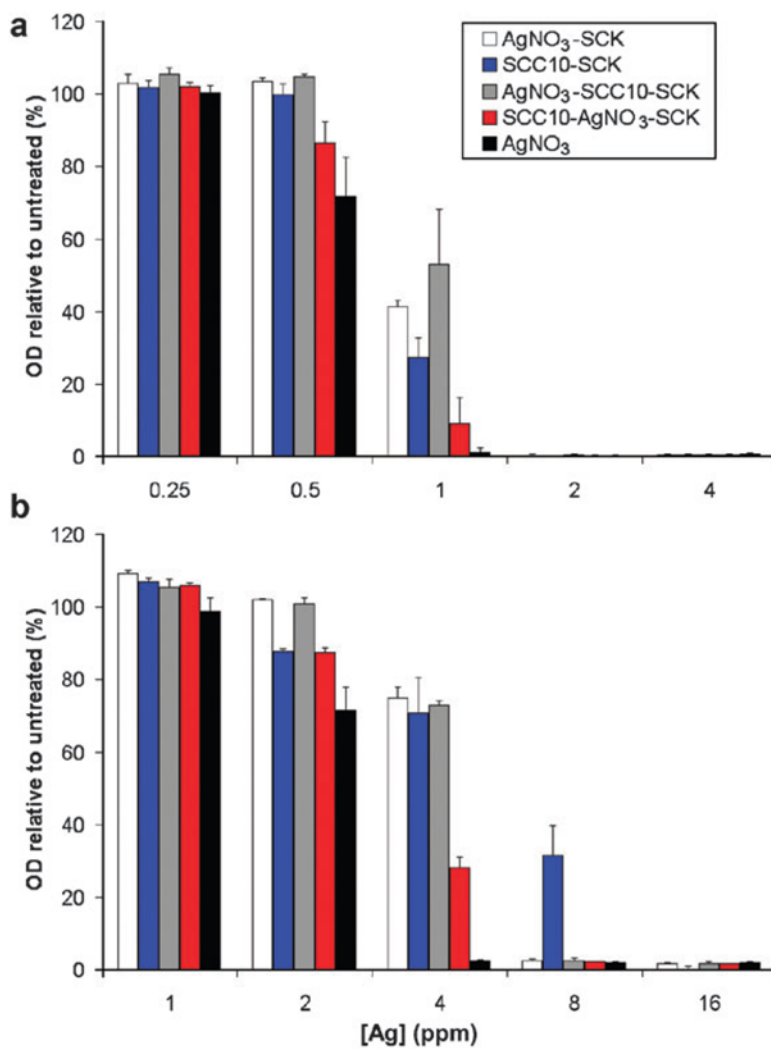 a
120
100
80
60
40
20
0
OD relative to untreated (%)
AgNO₃-SCK
SCC10-SCK
AgNO₃-SCC10-SCK
SCC10-AgNO₃-SCK
AgNO₃
0.25 0.5 1 2 4
b
120
100
80
60
40
20
0
OD relative to untreated (%)
1 2 4 8 16
[Ag] (ppm)